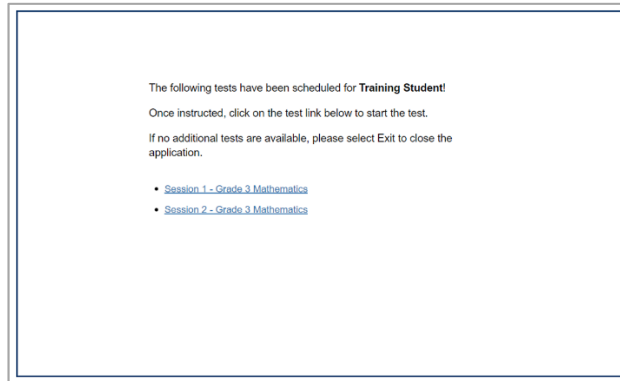 The following tests have been scheduled for Training Student!
Once instructed, click on the test link below to start the test.
If no additional tests are available, please select Exit to close the
application.
• Session 1 - Grade 3 Mathematics
• Session 2 - Grade 3 Mathematics